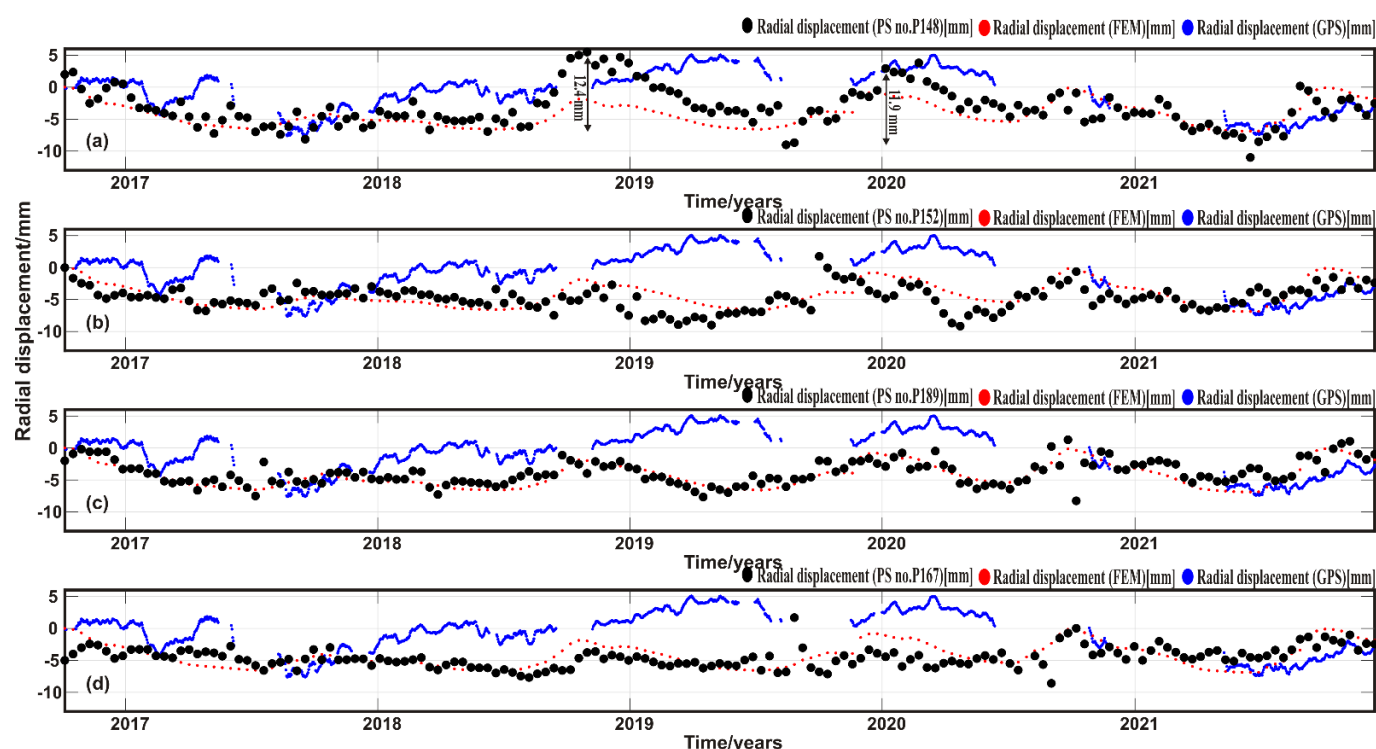 Radial displacement (PS no.P148)[mm] Radial displacement (FEM)[mm] Radial displacement (GPS)[mm]
5
0
-5
-10
12.4 mm
11.9 mm
(a)
2017 2018 2019 2020 2021
Time/years
Radial displacement (PS no.P152)[mm] Radial displacement (FEM)[mm] Radial displacement (GPS)[mm]
5
0
-5
-10
(b)
2017 2018 2019 2020 2021
Time/years
Radial displacement/mm
Radial displacement (PS no.P189)[mm] Radial displacement (FEM)[mm] Radial displacement (GPS)[mm]
5
0
-5
-10
(c)
2017 2018 2019 2020 2021
Time/years
Radial displacement (PS no.P167)[mm] Radial displacement (FEM)[mm] Radial displacement (GPS)[mm]
5
0
-5
-10
(d)
2017 2018 2019 2020 2021
Time/years